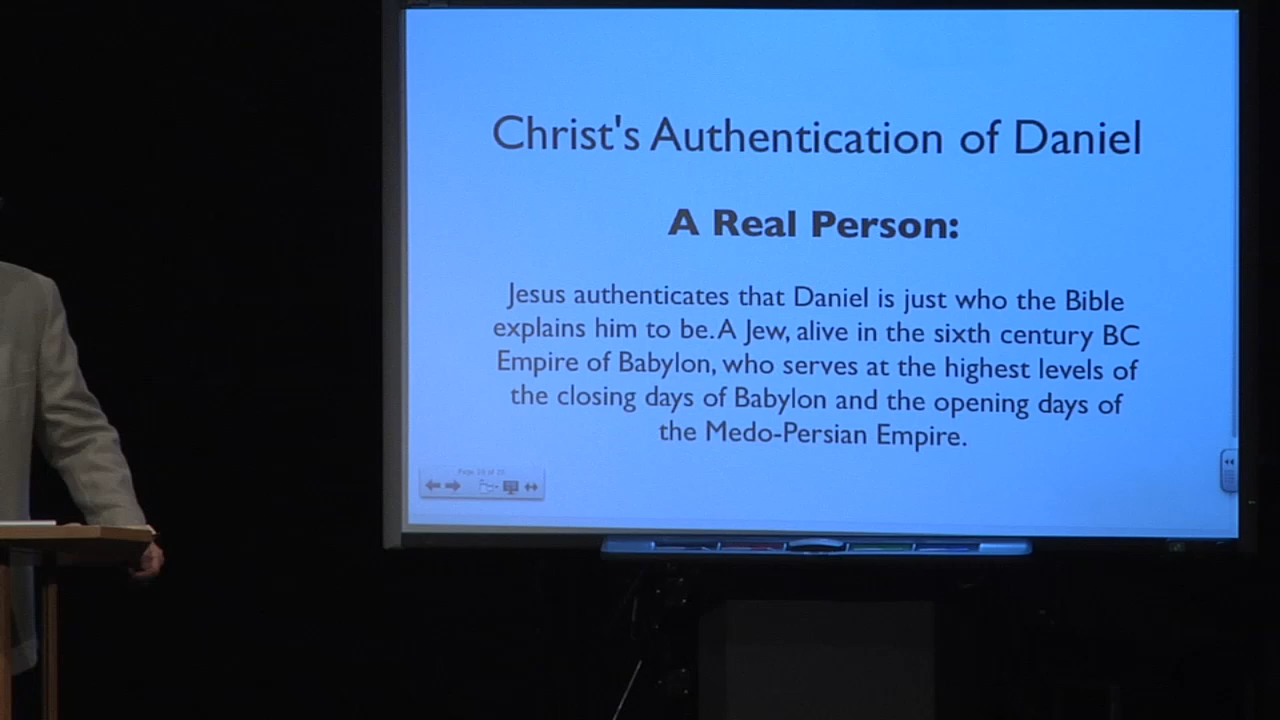 Christ's Authentication of Daniel
A Real Person:
Jesus authenticates that Daniel is just who the Bible
explains him to be. A Jew, alive in the sixth century BC
Empire of Babylon, who serves at the highest levels of
the closing days of Babylon and the opening days of
the Medo-Persian Empire.